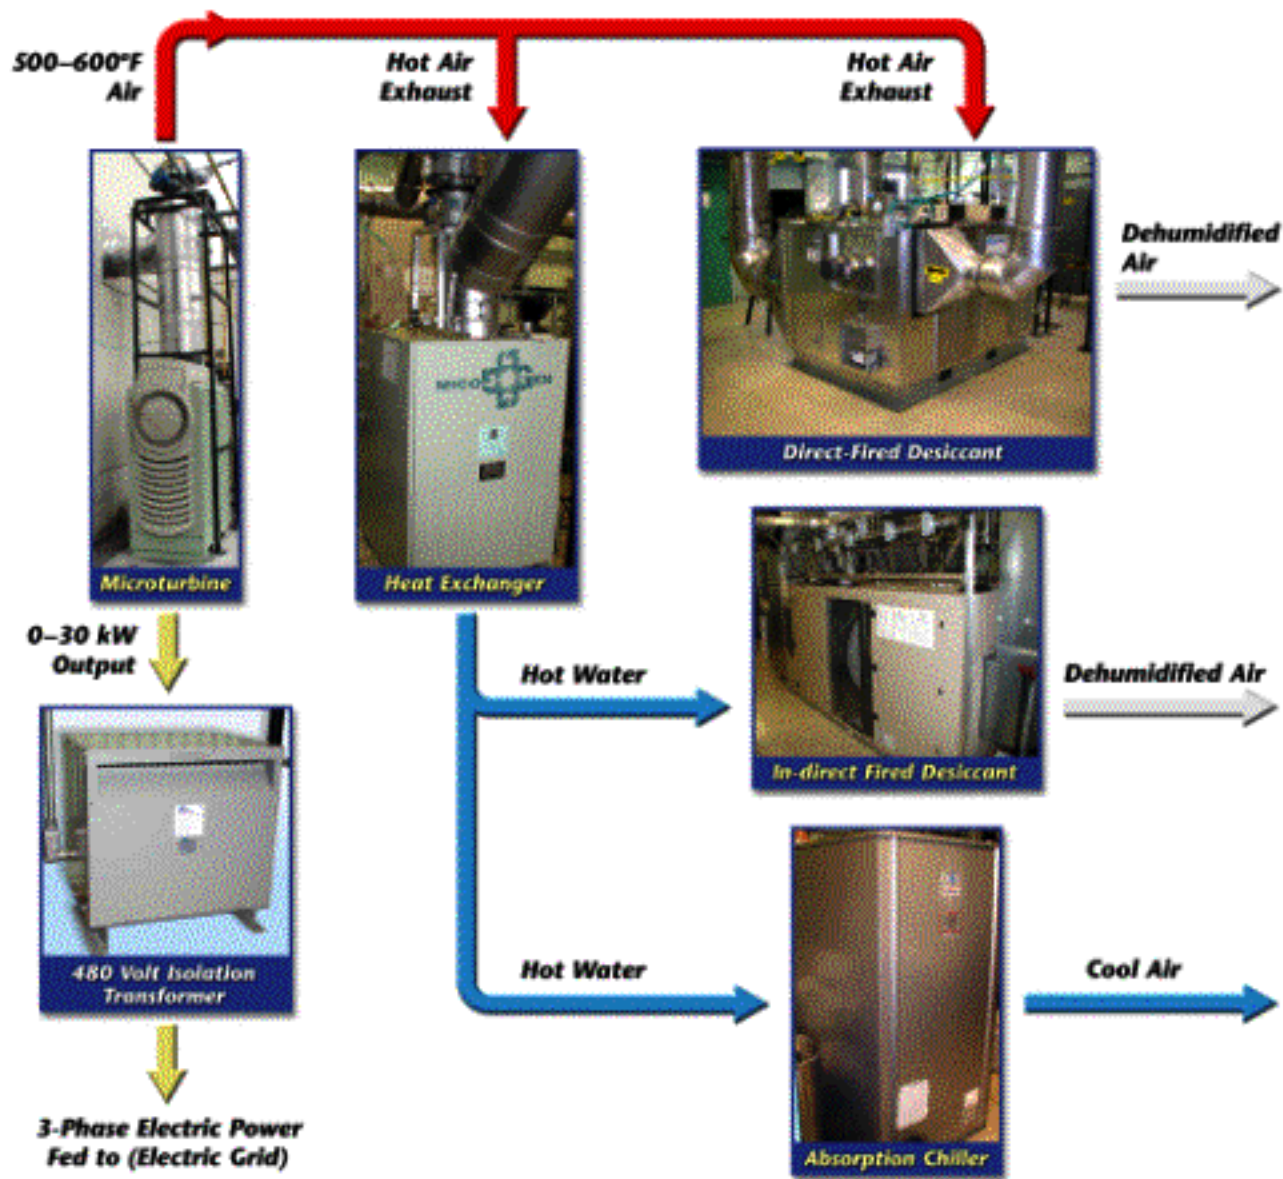 500–600°F
Air
Hot Air
Exhaust
Hot Air
Exhaust
Dehumidified
Air
Direct-Fired Desiccant
Microturbine
Heat Exchanger
0–30 kW
Output
Hot Water
Dehumidified Air
In-direct Fired Desiccant
480 Volt Isolation
Transformer
Hot Water
Cool Air
3-Phase Electric Power
Fed to (Electric Grid)
Absorption Chiller